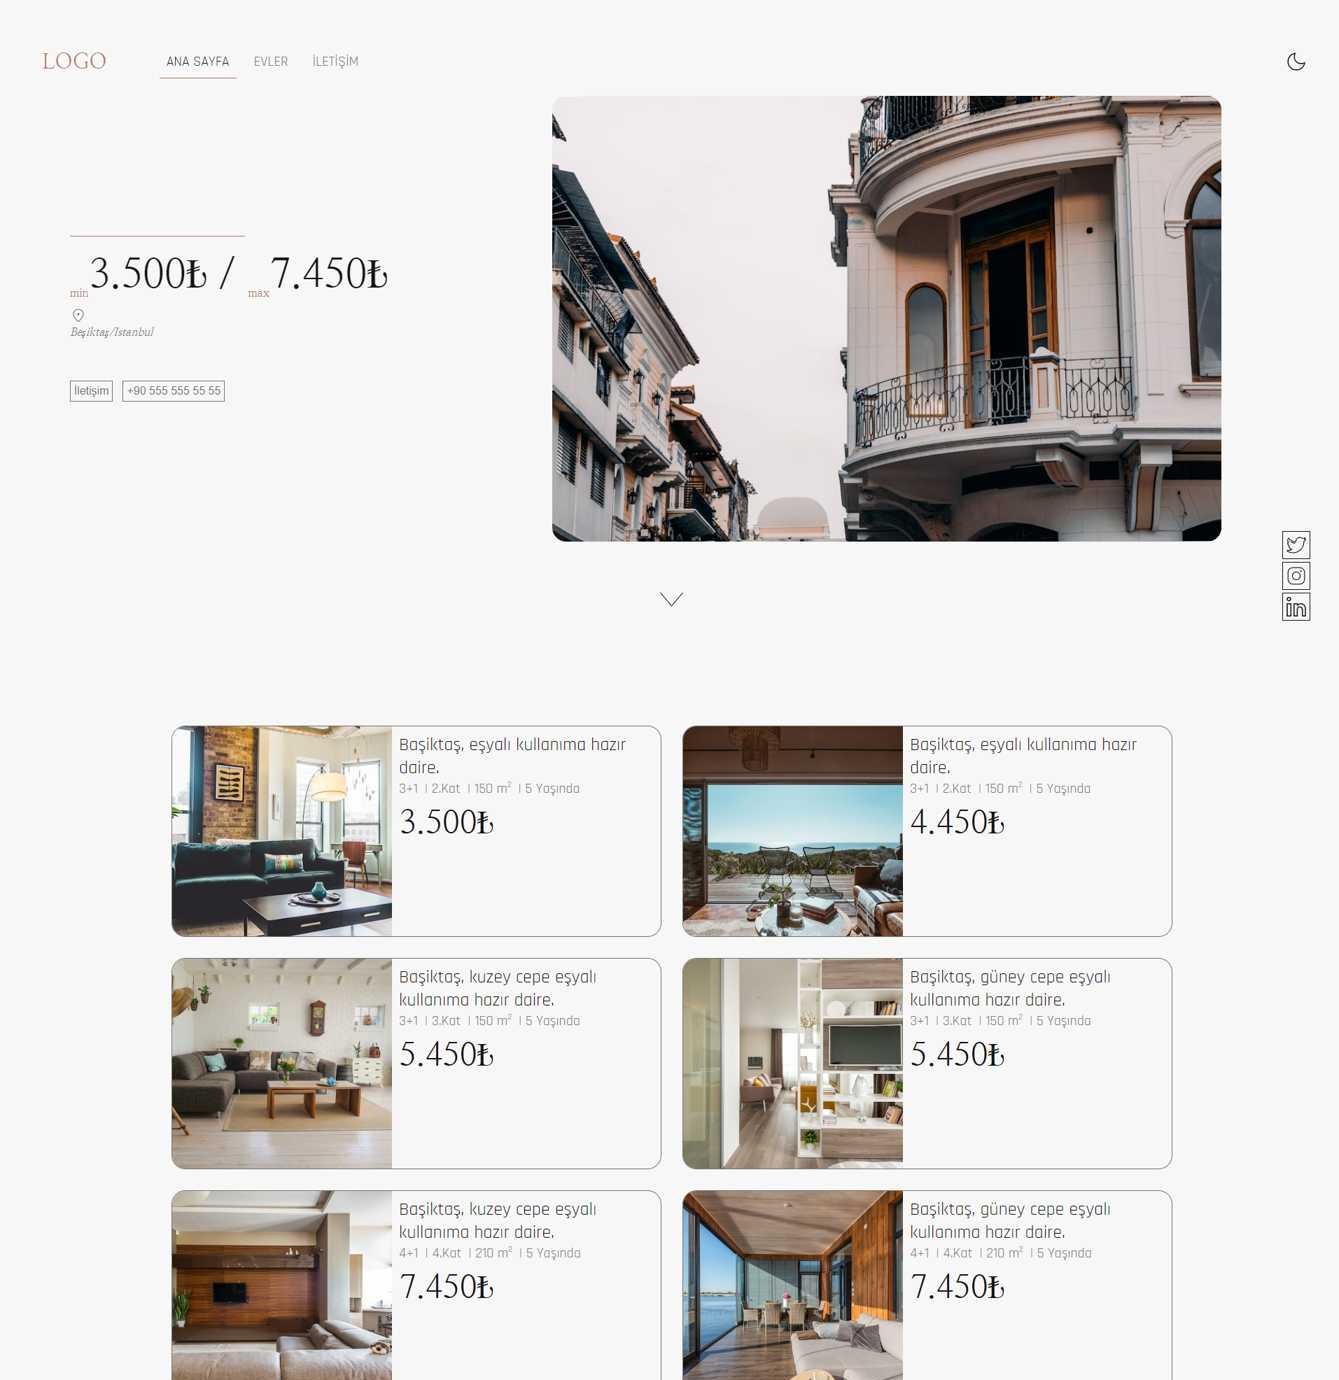 LOGO
ANA SAYFA
EVLER
İLETİŞİM
min 3.500₺ / max 7.450₺
Beşiktaş/İstanbul
İletişim
+90 555 555 55 55
Başiktaş, eşyalı kullanıma hazır
daire.
3+1 | 2.Kat | 150 m² | 5 Yaşında
3.500₺
Başiktaş, eşyalı kullanıma hazır
daire.
3+1 | 2.Kat | 150 m² | 5 Yaşında
4.450₺
Başiktaş, kuzey cepe eşyalı
kullanıma hazır daire.
3+1 | 3.Kat | 150 m² | 5 Yaşında
5.450₺
Başiktaş, güney cepe eşyalı
kullanıma hazır daire.
3+1 | 3.Kat | 150 m² | 5 Yaşında
5.450₺
Başiktaş, kuzey cepe eşyalı
kullanıma hazır daire.
4+1 | 4.Kat | 210 m² | 5 Yaşında
7.450₺
Başiktaş, güney cepe eşyalı
kullanıma hazır daire.
4+1 | 4.Kat | 210 m² | 5 Yaşında
7.450₺